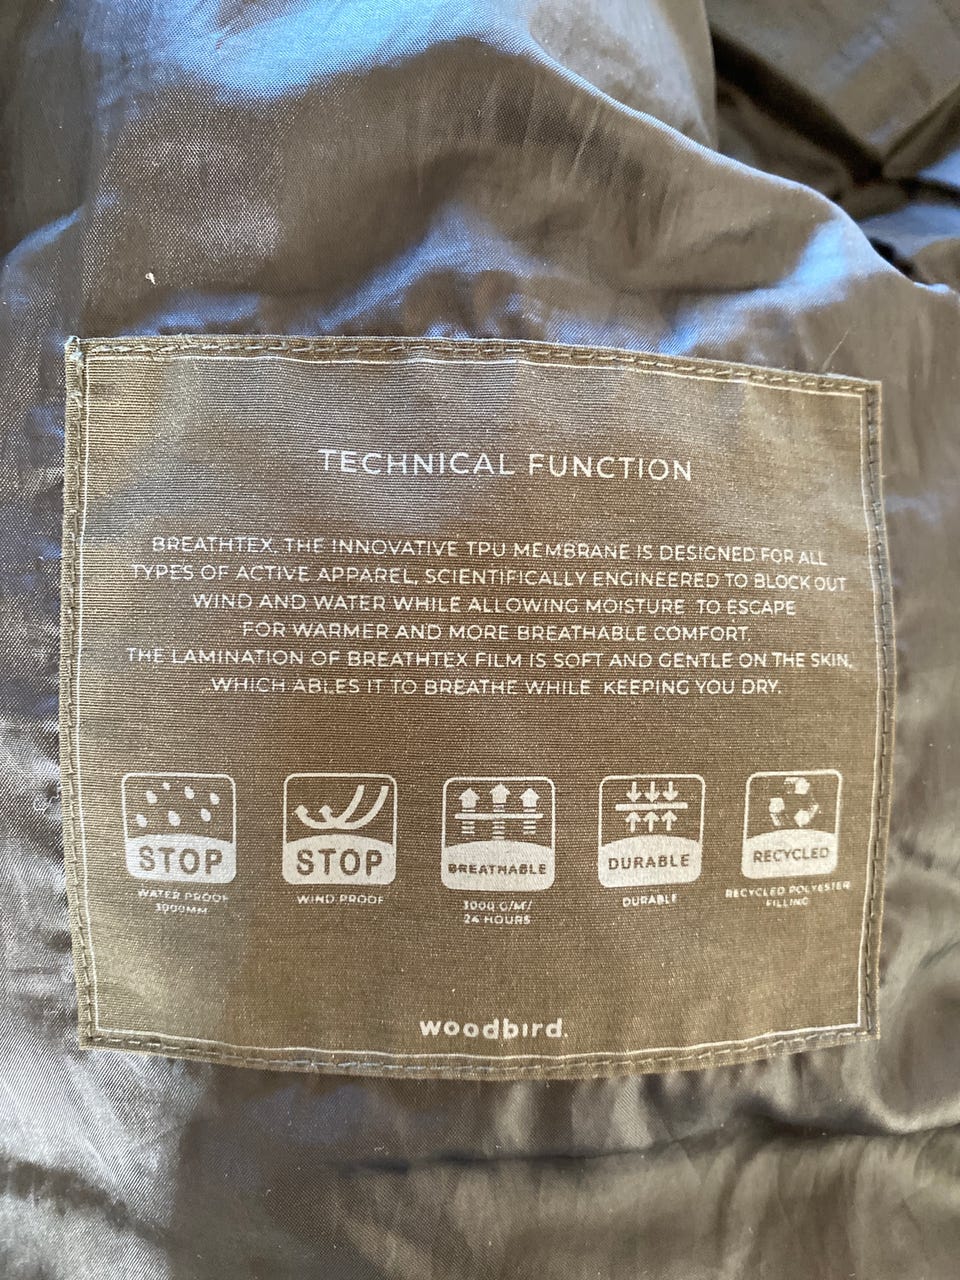 TECHNICAL FUNCTION
BREATHTEX, THE INNOVATIVE TPU MEMBRANE IS DESIGNED FOR ALL
TYPES OF ACTIVE APPAREL, SCIENTIFICALLY ENGINEERED TO BLOCK OUT
WIND AND WATER WHILE ALLOWING MOISTURE TO ESCAPE
FOR WARMER AND MORE BREATHABLE COMFORT.
THE LAMINATION OF BREATHTEX FILM IS SOFT AND GENTLE ON THE SKIN,
WHICH ABLES IT TO BREATHE WHILE KEEPING YOU DRY.
STOP STOP BREATHABLE DURABLE RECYCLED
WATER PROOF WIND PROOF 3000 G/M/ DURABLE RECYCLED POLYESTER
3000MM 24 HOURS FILLING
woodbird.